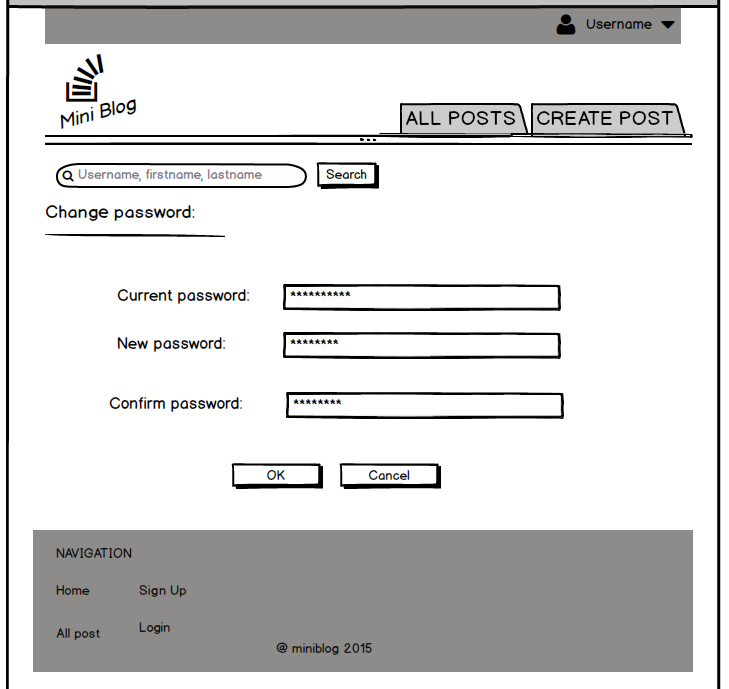 Username
Mini Blog
ALL POSTS CREATE POST
Username, firstname, lastname Search
Change password:
Current password: **********
New password: ********
Confirm password: ********
OK Cancel
NAVIGATION
Home Sign Up
All post Login
@ miniblog 2015